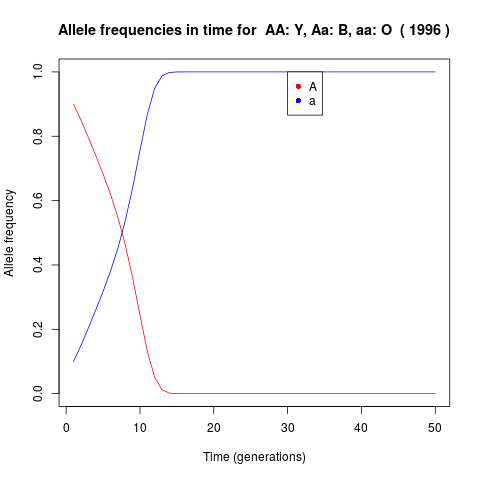 Allele frequencies in time for  AA: Y, Aa: B, aa: O  ( 1996 )
1.0
0.8
0.6
0.4
0.2
0.0
Allele frequency
A
a
0 10 20 30 40 50
Time (generations)